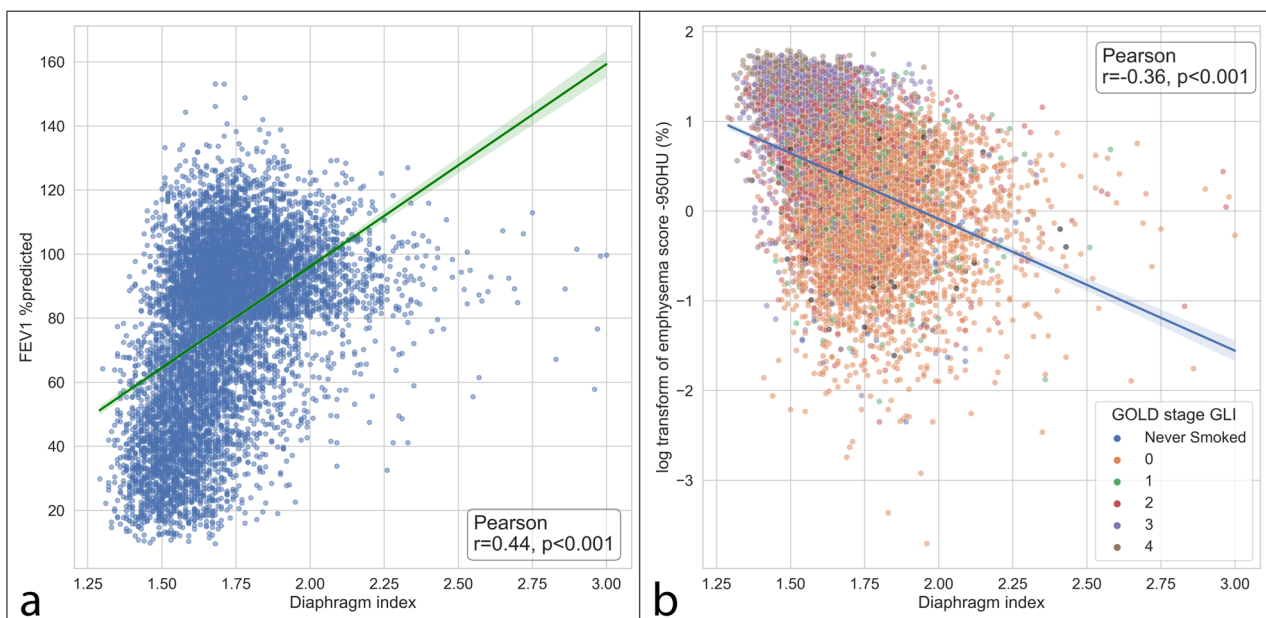 160
140
120
100
80
60
40
20
FEV1 %predicted
Pearson
r=0.44, p<0.001
1.25 1.50 1.75 2.00 2.25 2.50 2.75 3.00
Diaphragm index
a
2
1
0
−1
−2
−3
log transform of emphysema score -950HU (%)
Pearson
r=-0.36, p<0.001
GOLD stage GLI
Never Smoked
0
1
2
3
4
1.25 1.50 1.75 2.00 2.25 2.50 2.75 3.00
Diaphragm index
b